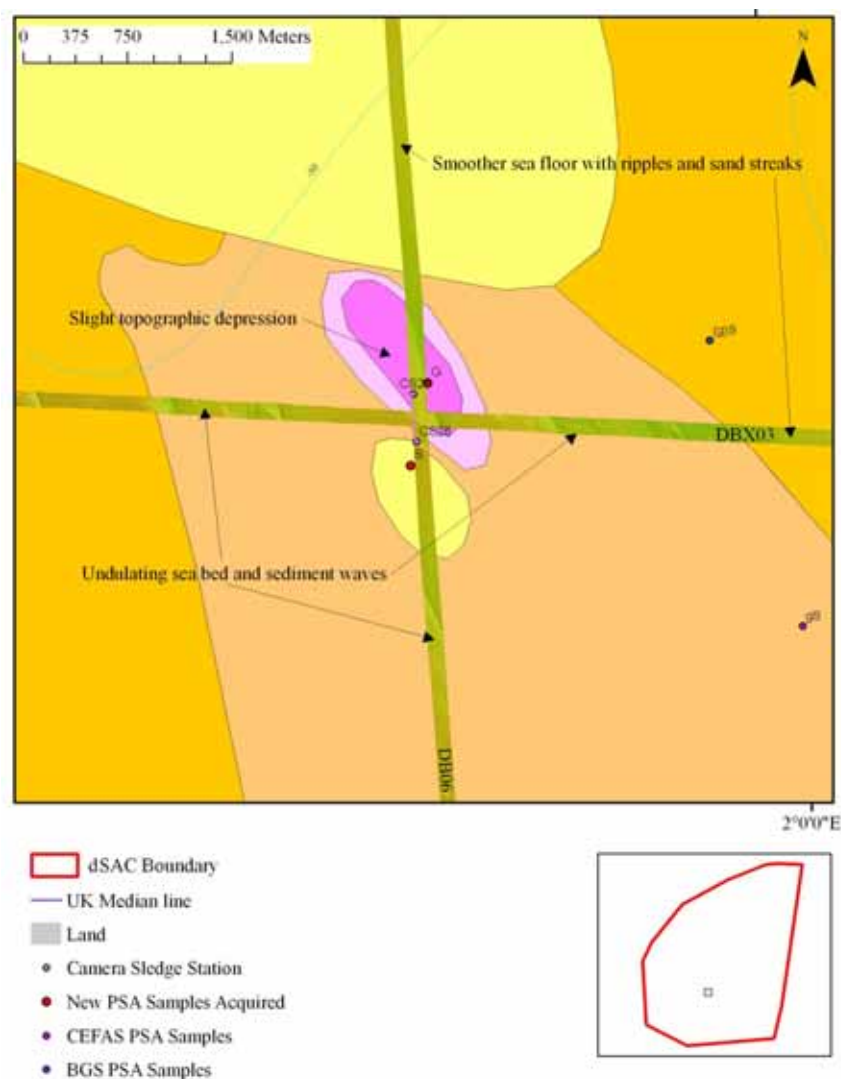 0 375 750 1,500 Meters
N
Smoother sea floor with ripples and sand streaks
Slight topographic depression
G
DBX03
Undulating sea bed and sediment waves
DB06
2°0'0"E
dSAC Boundary
UK Median line
Land
Camera Sledge Station
New PSA Samples Acquired
CEFAS PSA Samples
BGS PSA Samples